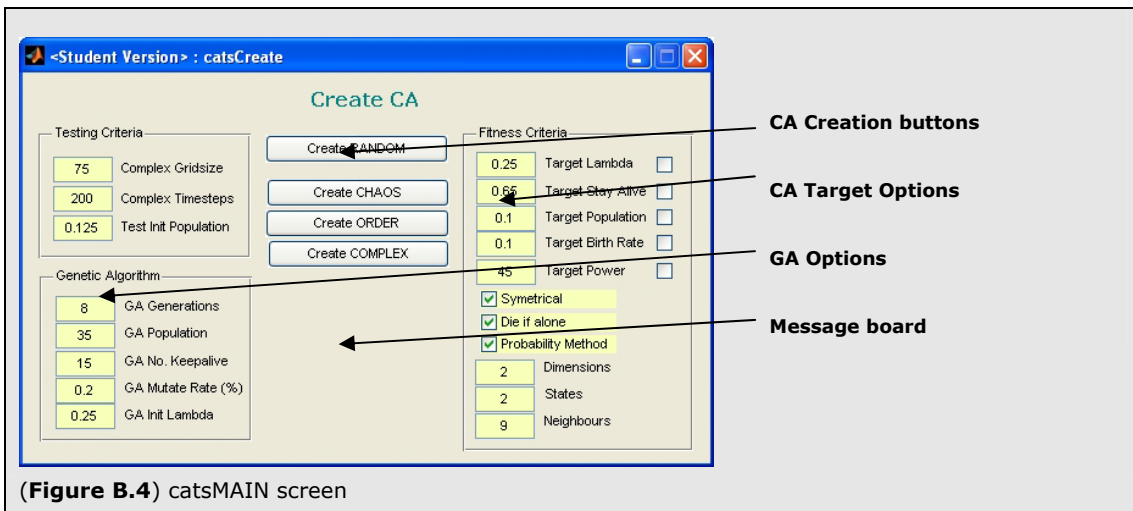 <Student Version> : catsCreate
Create CA
Testing Criteria
75 Complex Gridsize
200 Complex Timesteps
0.125 Test Init Population
Genetic Algorithm
8 GA Generations
35 GA Population
15 GA No. Keepalive
0.2 GA Mutate Rate (%)
0.25 GA Init Lambda
Create RANDOM
Create CHAOS
Create ORDER
Create COMPLEX
Fitness Criteria
0.25 Target Lambda
0.65 Target Stay Alive
0.1 Target Population
0.1 Target Birth Rate
45 Target Power
Symetrical
Die if alone
Probability Method
2 Dimensions
2 States
9 Neighbours
CA Creation buttons
CA Target Options
GA Options
Message board
(Figure B.4) catsMAIN screen